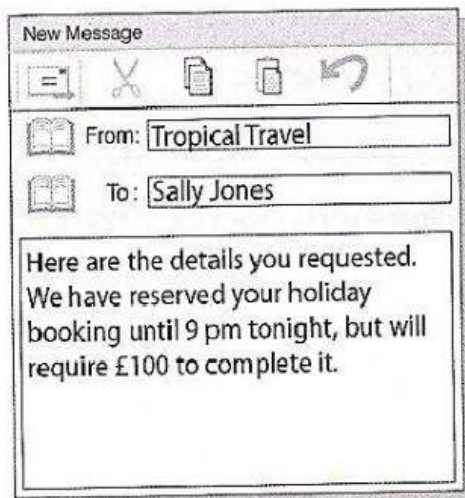 New Message
From: Tropical Travel
To: Sally Jones
Here are the details you requested.
We have reserved your holiday
booking until 9 pm tonight, but will
require £100 to complete it.